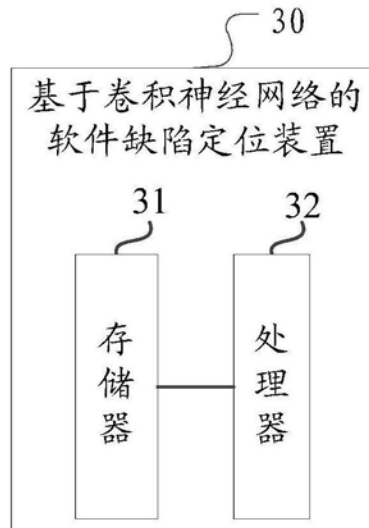 30
基于卷积神经网络的
软件缺陷定位装置
31
32
存储器
处理器